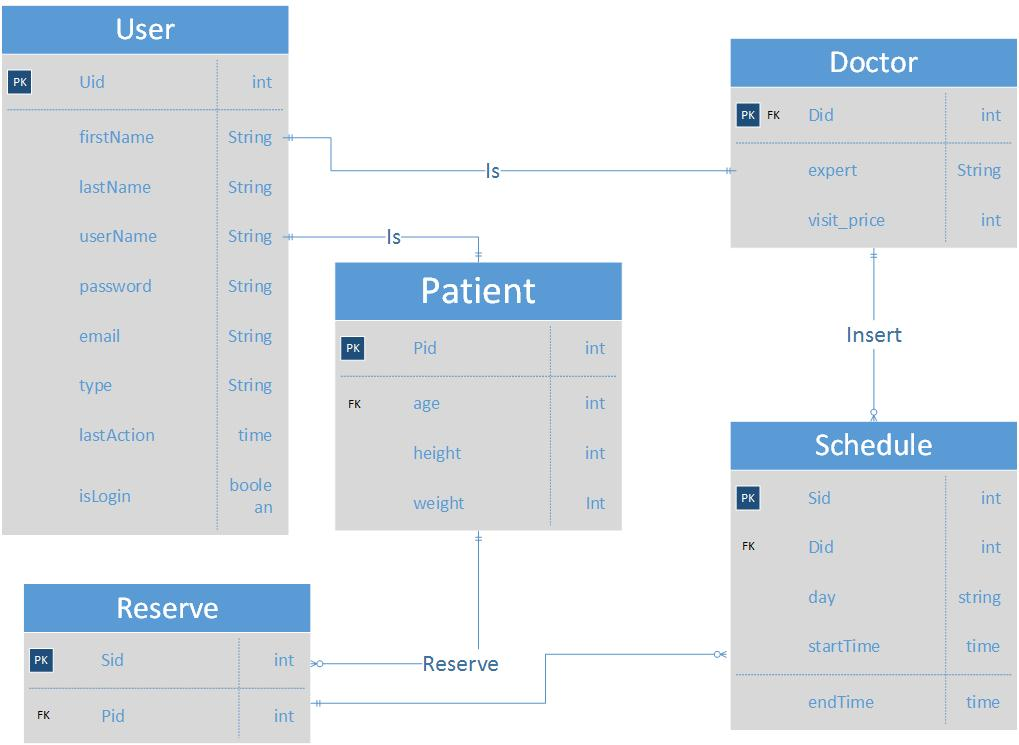 User
PK Uid int
firstName String
lastName String
userName String
password String
email String
type String
lastAction time
isLogin boole
an
Is
Is
Doctor
PK FK Did int
expert String
visit_price int
Patient
PK Pid int
FK age int
height int
weight Int
Insert
Schedule
PK Sid int
FK Did int
day string
startTime time
endTime time
Reserve
PK Sid int
FK Pid int
Reserve